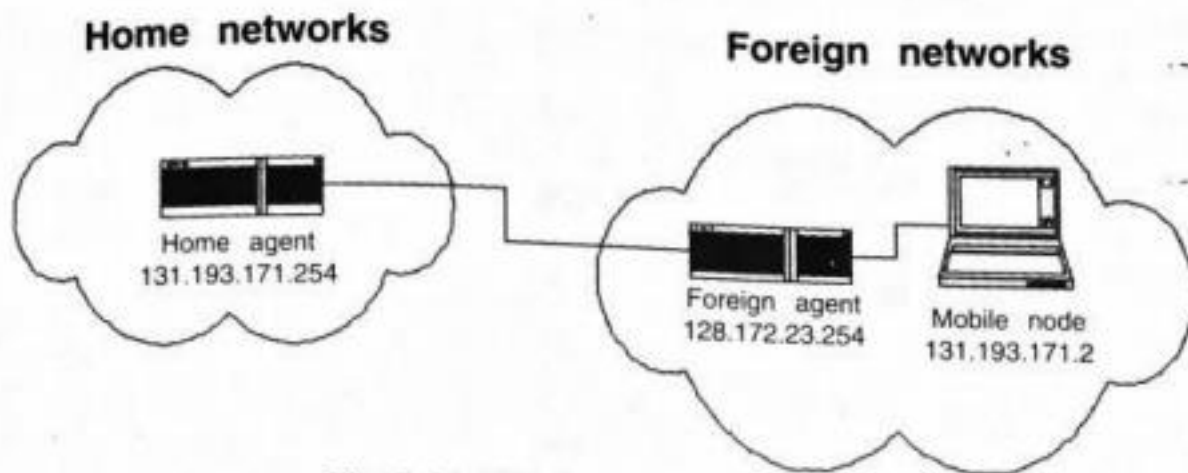 Home networks
Foreign networks
Home agent
131.193.171.254
Foreign agent
128.172.23.254
Mobile node
131.193.171.2